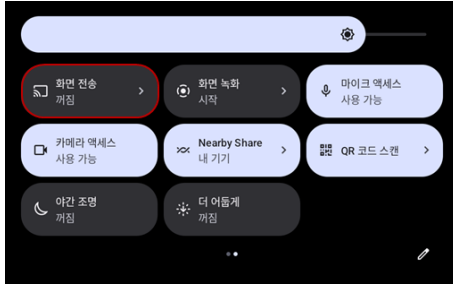 화면 전송
꺼짐
화면 녹화
시작
마이크 액세스
사용 가능
카메라 액세스
사용 가능
Nearby Share
내 기기
QR 코드 스캔
야간 조명
꺼짐
더 어둡게
꺼짐